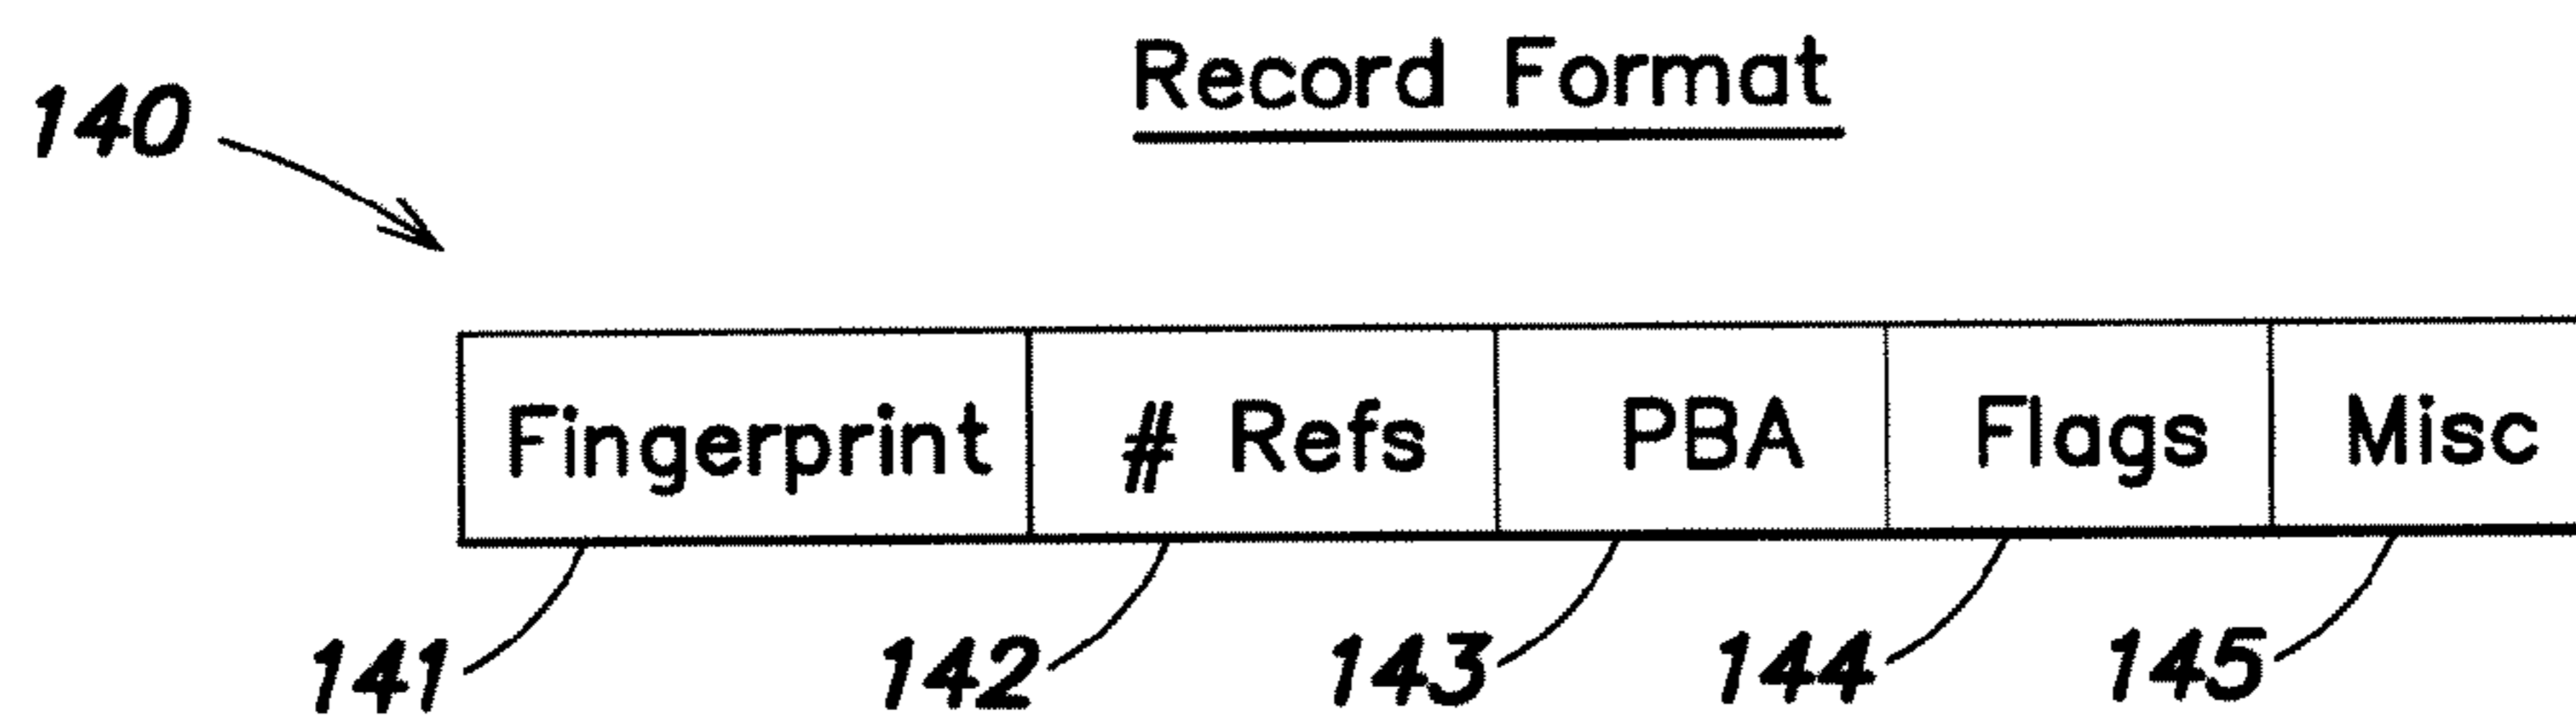 Record Format
140
Fingerprint # Refs PBA Flags Misc
141 142 143 144 145